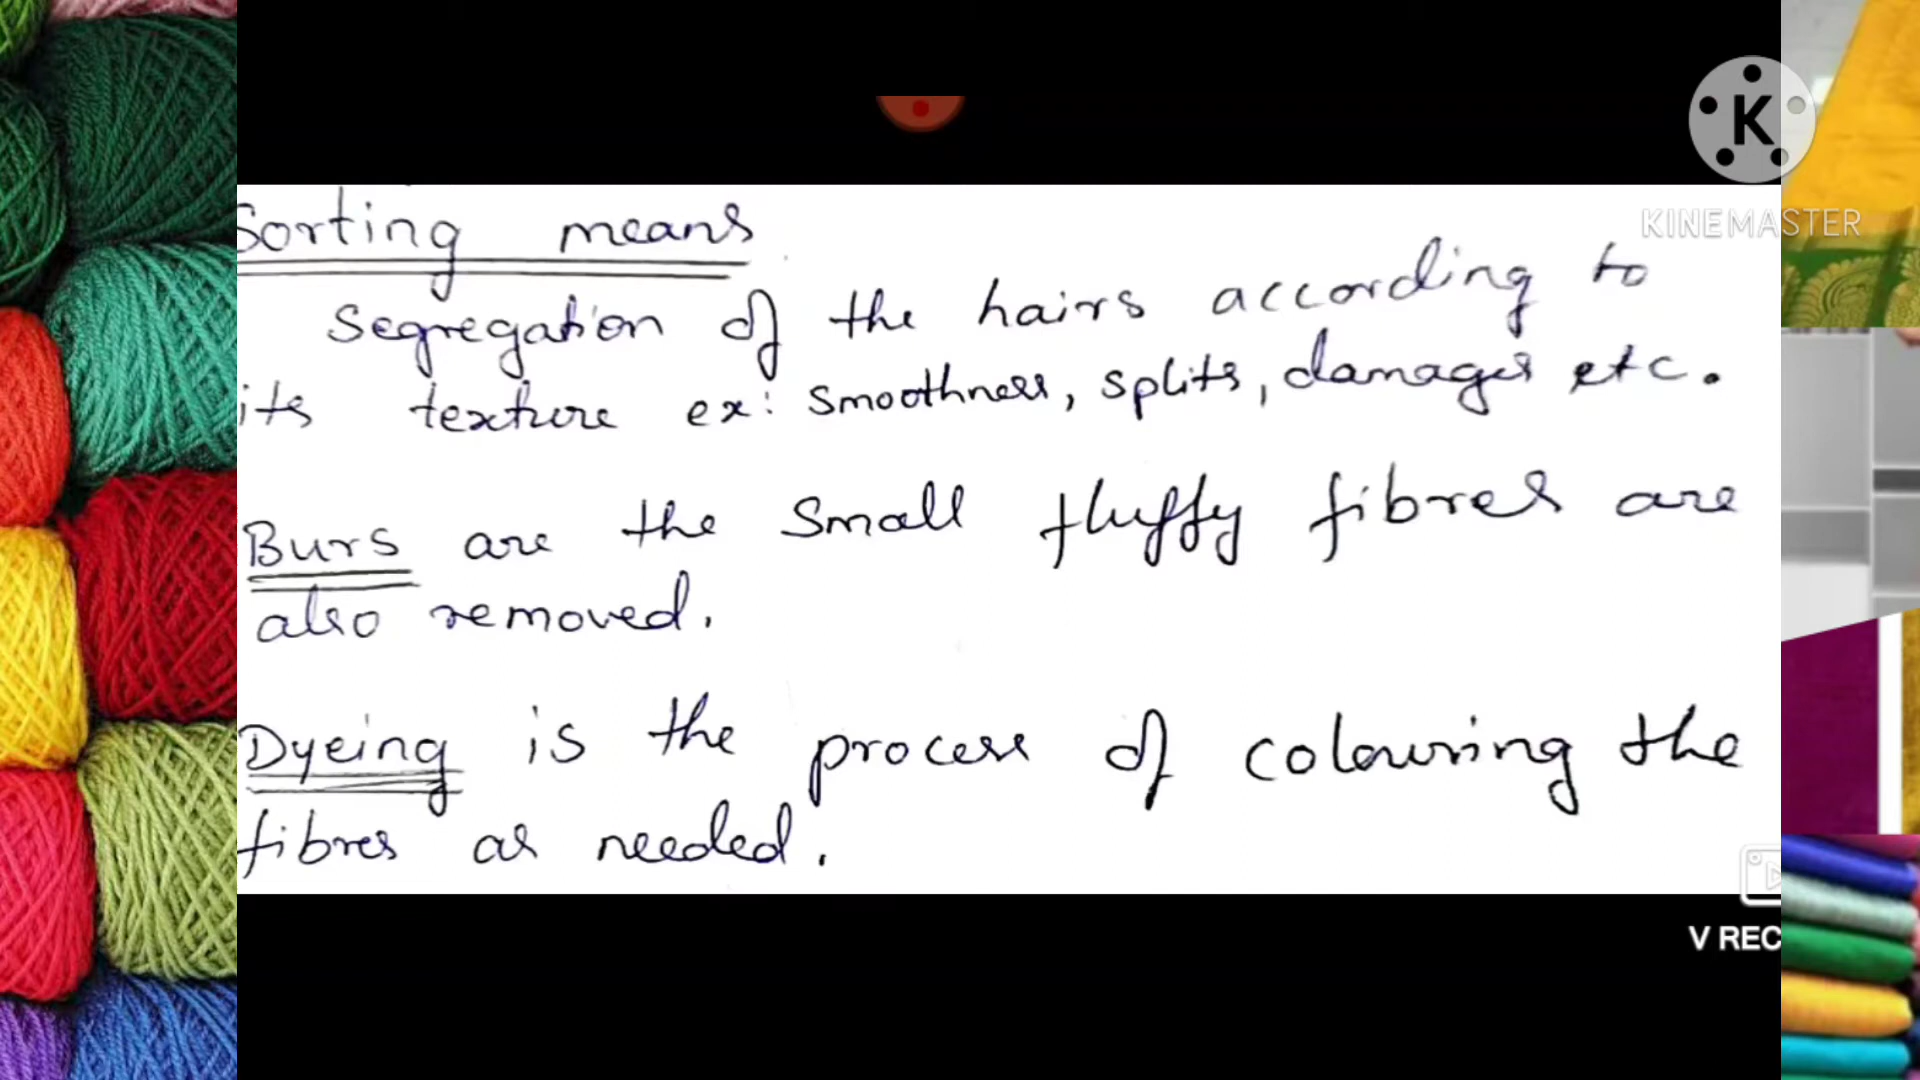 KINEMASTER
Sorting means
segregation of the hairs according to
its texture ex: smoothness, splits, damages etc.
Burs are the small fluffy fibres are
also removed.
Dyeing is the process of colouring the
fibres as needed.
V REC